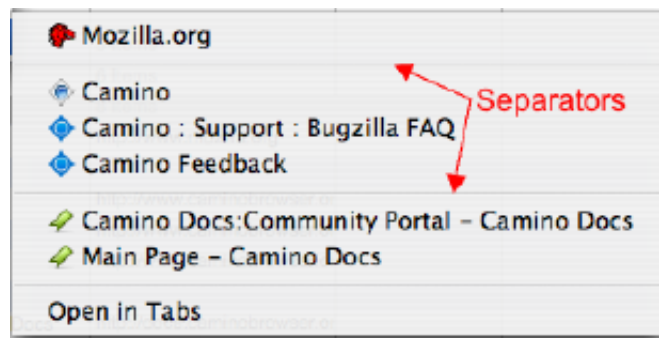 Mozilla.org
Camino
Separators
Camino : Support : Bugzilla FAQ
Camino Feedback
Camino Docs:Community Portal – Camino Docs
Main Page – Camino Docs
Open in Tabs